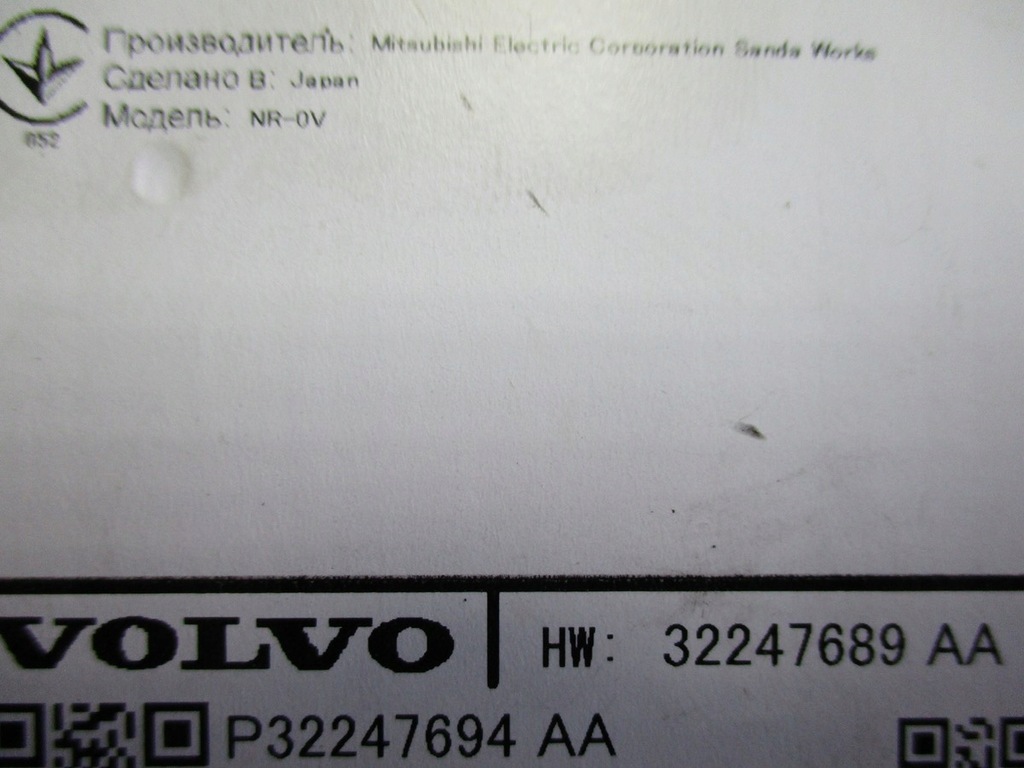 Производитель: Mitsubishi Electric Corporation Sanda Works
Сделано в: Japan
Модель: NR-0V
852
VOLVO
HW: 32247689 AA
P32247694 AA